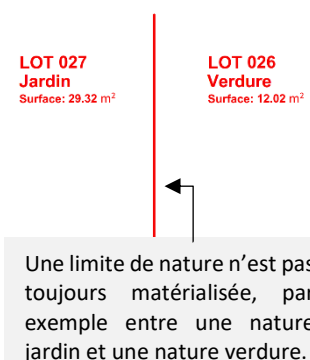 LOT 027
Jardin
Surface: 29.32 m²
LOT 026
Verdure
Surface: 12.02 m²
Une limite de nature n’est pas
toujours matérialisée, par
exemple entre une nature
jardin et une nature verdure.